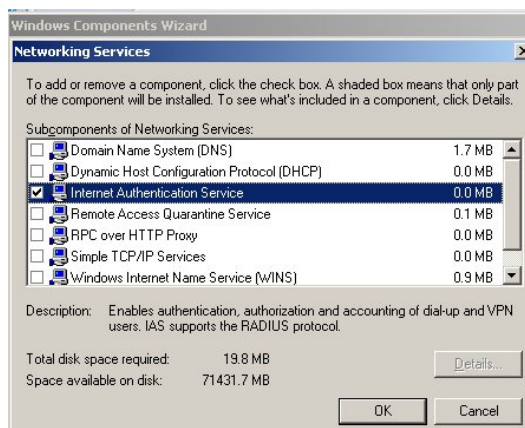 Windows Components Wizard
Networking Services
To add or remove a component, click the check box. A shaded box means that only part
of the component will be installed. To see what's included in a component, click Details.
Subcomponents of Networking Services:
Domain Name System (DNS) 1.7 MB
Dynamic Host Configuration Protocol (DHCP) 0.0 MB
Internet Authentication Service 0.0 MB
Remote Access Quarantine Service 0.1 MB
RPC over HTTP Proxy 0.0 MB
Simple TCP/IP Services 0.0 MB
Windows Internet Name Service (WINS) 0.9 MB
Description: Enables authentication, authorization and accounting of dial-up and VPN
users. IAS supports the RADIUS protocol.
Total disk space required: 19.8 MB
Space available on disk: 71431.7 MB
Details...
OK Cancel